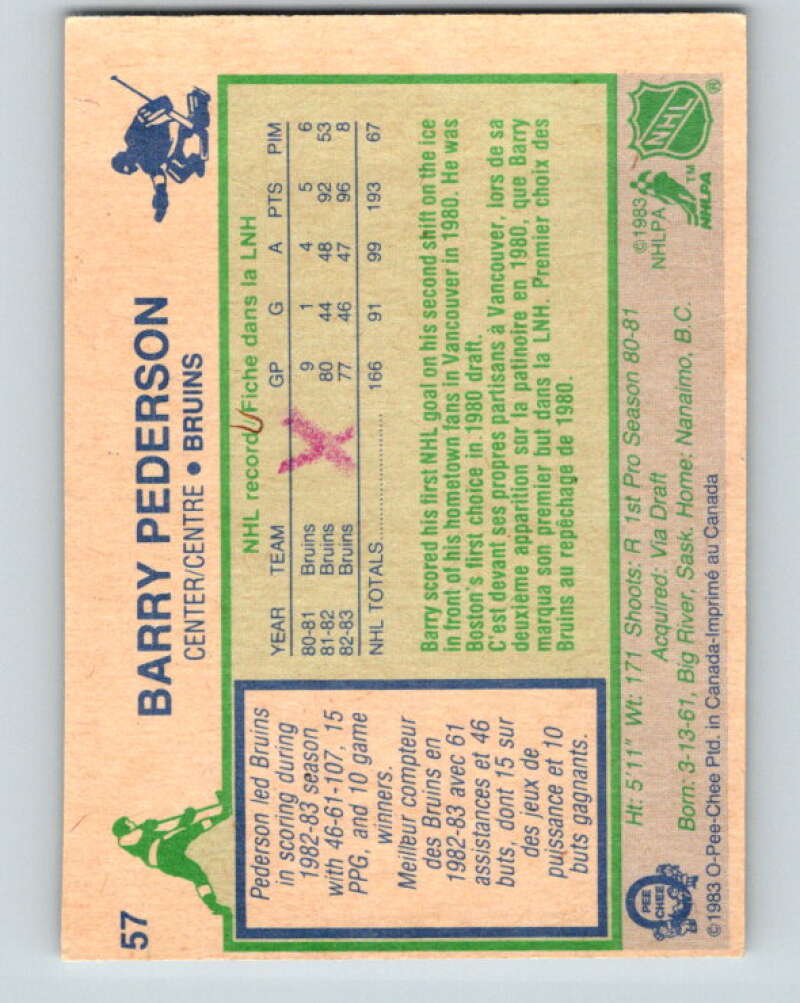 57
BARRY PEDERSON
CENTER/CENTRE • BRUINS
Pederson led Bruins
in scoring during
1982-83 season
with 46-61-107, 15
PPG, and 10 game
winners.
Meilleur compteur
des Bruins en
1982-83 avec 61
assistances et 46
buts, dont 15 sur
des jeux de
puissance et 10
buts gagnants.
NHL record/Fiche dans la LNH
YEAR TEAM GP G A PTS PIM
80-81 Bruins 9 1 4 5 6
81-82 Bruins 80 44 48 92 53
82-83 Bruins 77 46 47 96 8
NHL TOTALS 166 91 99 193 67
Barry scored his first NHL goal on his second shift on the ice
in front of his hometown fans in Vancouver in 1980. He was
Boston's first choice in 1980 draft.
C'est devant ses propres partisans à Vancouver, lors de sa
deuxième apparition sur la patinoire en 1980, que Barry
marqua son premier but dans la LNH. Premier choix des
Bruins au repêchage de 1980.
Ht: 5'11" Wt: 171 Shoots: R 1st Pro Season 80-81
Acquired: Via Draft
Born: 3-13-61, Big River, Sask. Home: Nanaimo, B.C.
©1983 O-Pee-Chee Ptd. in Canada-Imprimé au Canada
O PEE CHEE
©1983
NHLPA
NHLPA
TM
NHL
®